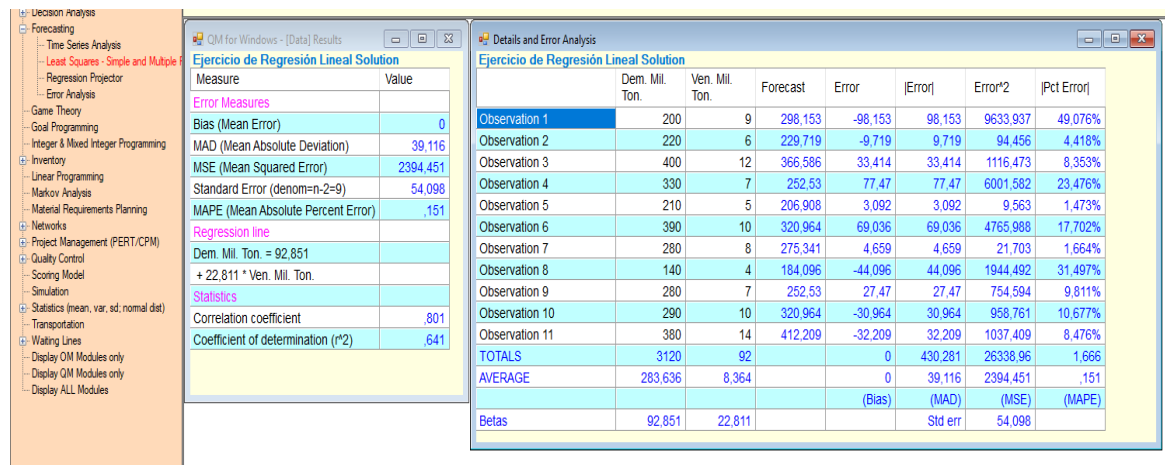 Decision Analysis
Forecasting
Time Series Analysis
Least Squares - Simple and Multiple
Regression Projector
Error Analysis
Game Theory
Goal Programming
Integer & Mixed Integer Programming
Inventory
Linear Programming
Markov Analysis
Material Requirements Planning
Networks
Project Management (PERT/CPM)
Quality Control
Scoring Model
Simulation
Statistics (mean, var, sd; normal dist)
Transportation
Waiting Lines
Display OM Modules only
Display QM Modules only
Display ALL Modules
QM for Windows - [Data] Results
Ejercicio de Regresión Lineal Solution
Measure Value
Error Measures
Bias (Mean Error) 0
MAD (Mean Absolute Deviation) 39,116
MSE (Mean Squared Error) 2394,451
Standard Error (denom=n-2=9) 54,098
MAPE (Mean Absolute Percent Error) ,151
Regression line
Dem. Mil. Ton. = 92,851
+ 22,811 * Ven. Mil. Ton.
Statistics
Correlation coefficient ,801
Coefficient of determination (r^2) ,641
Details and Error Analysis
Ejercicio de Regresión Lineal Solution
Dem. Mil. Ton. Ven. Mil. Ton. Forecast Error |Error| Error^2 |Pct Error|
Observation 1 200 9 298,153 -98,153 98,153 9633,937 49,076%
Observation 2 220 6 229,719 -9,719 9,719 94,456 4,418%
Observation 3 400 12 366,586 33,414 33,414 1116,473 8,353%
Observation 4 330 7 252,53 77,47 77,47 6001,582 23,476%
Observation 5 210 5 206,908 3,092 3,092 9,563 1,473%
Observation 6 390 10 320,964 69,036 69,036 4765,988 17,702%
Observation 7 280 8 275,341 4,659 4,659 21,703 1,664%
Observation 8 140 4 184,096 -44,096 44,096 1944,492 31,497%
Observation 9 280 7 252,53 27,47 27,47 754,594 9,811%
Observation 10 290 10 320,964 -30,964 30,964 958,761 10,677%
Observation 11 380 14 412,209 -32,209 32,209 1037,409 8,476%
TOTALS 3120 92 0 430,281 26338,96 1,666
AVERAGE 283,636 8,364 0 39,116 2394,451 ,151
(Bias) (MAD) (MSE) (MAPE)
Betas 92,851 22,811 Std err 54,098